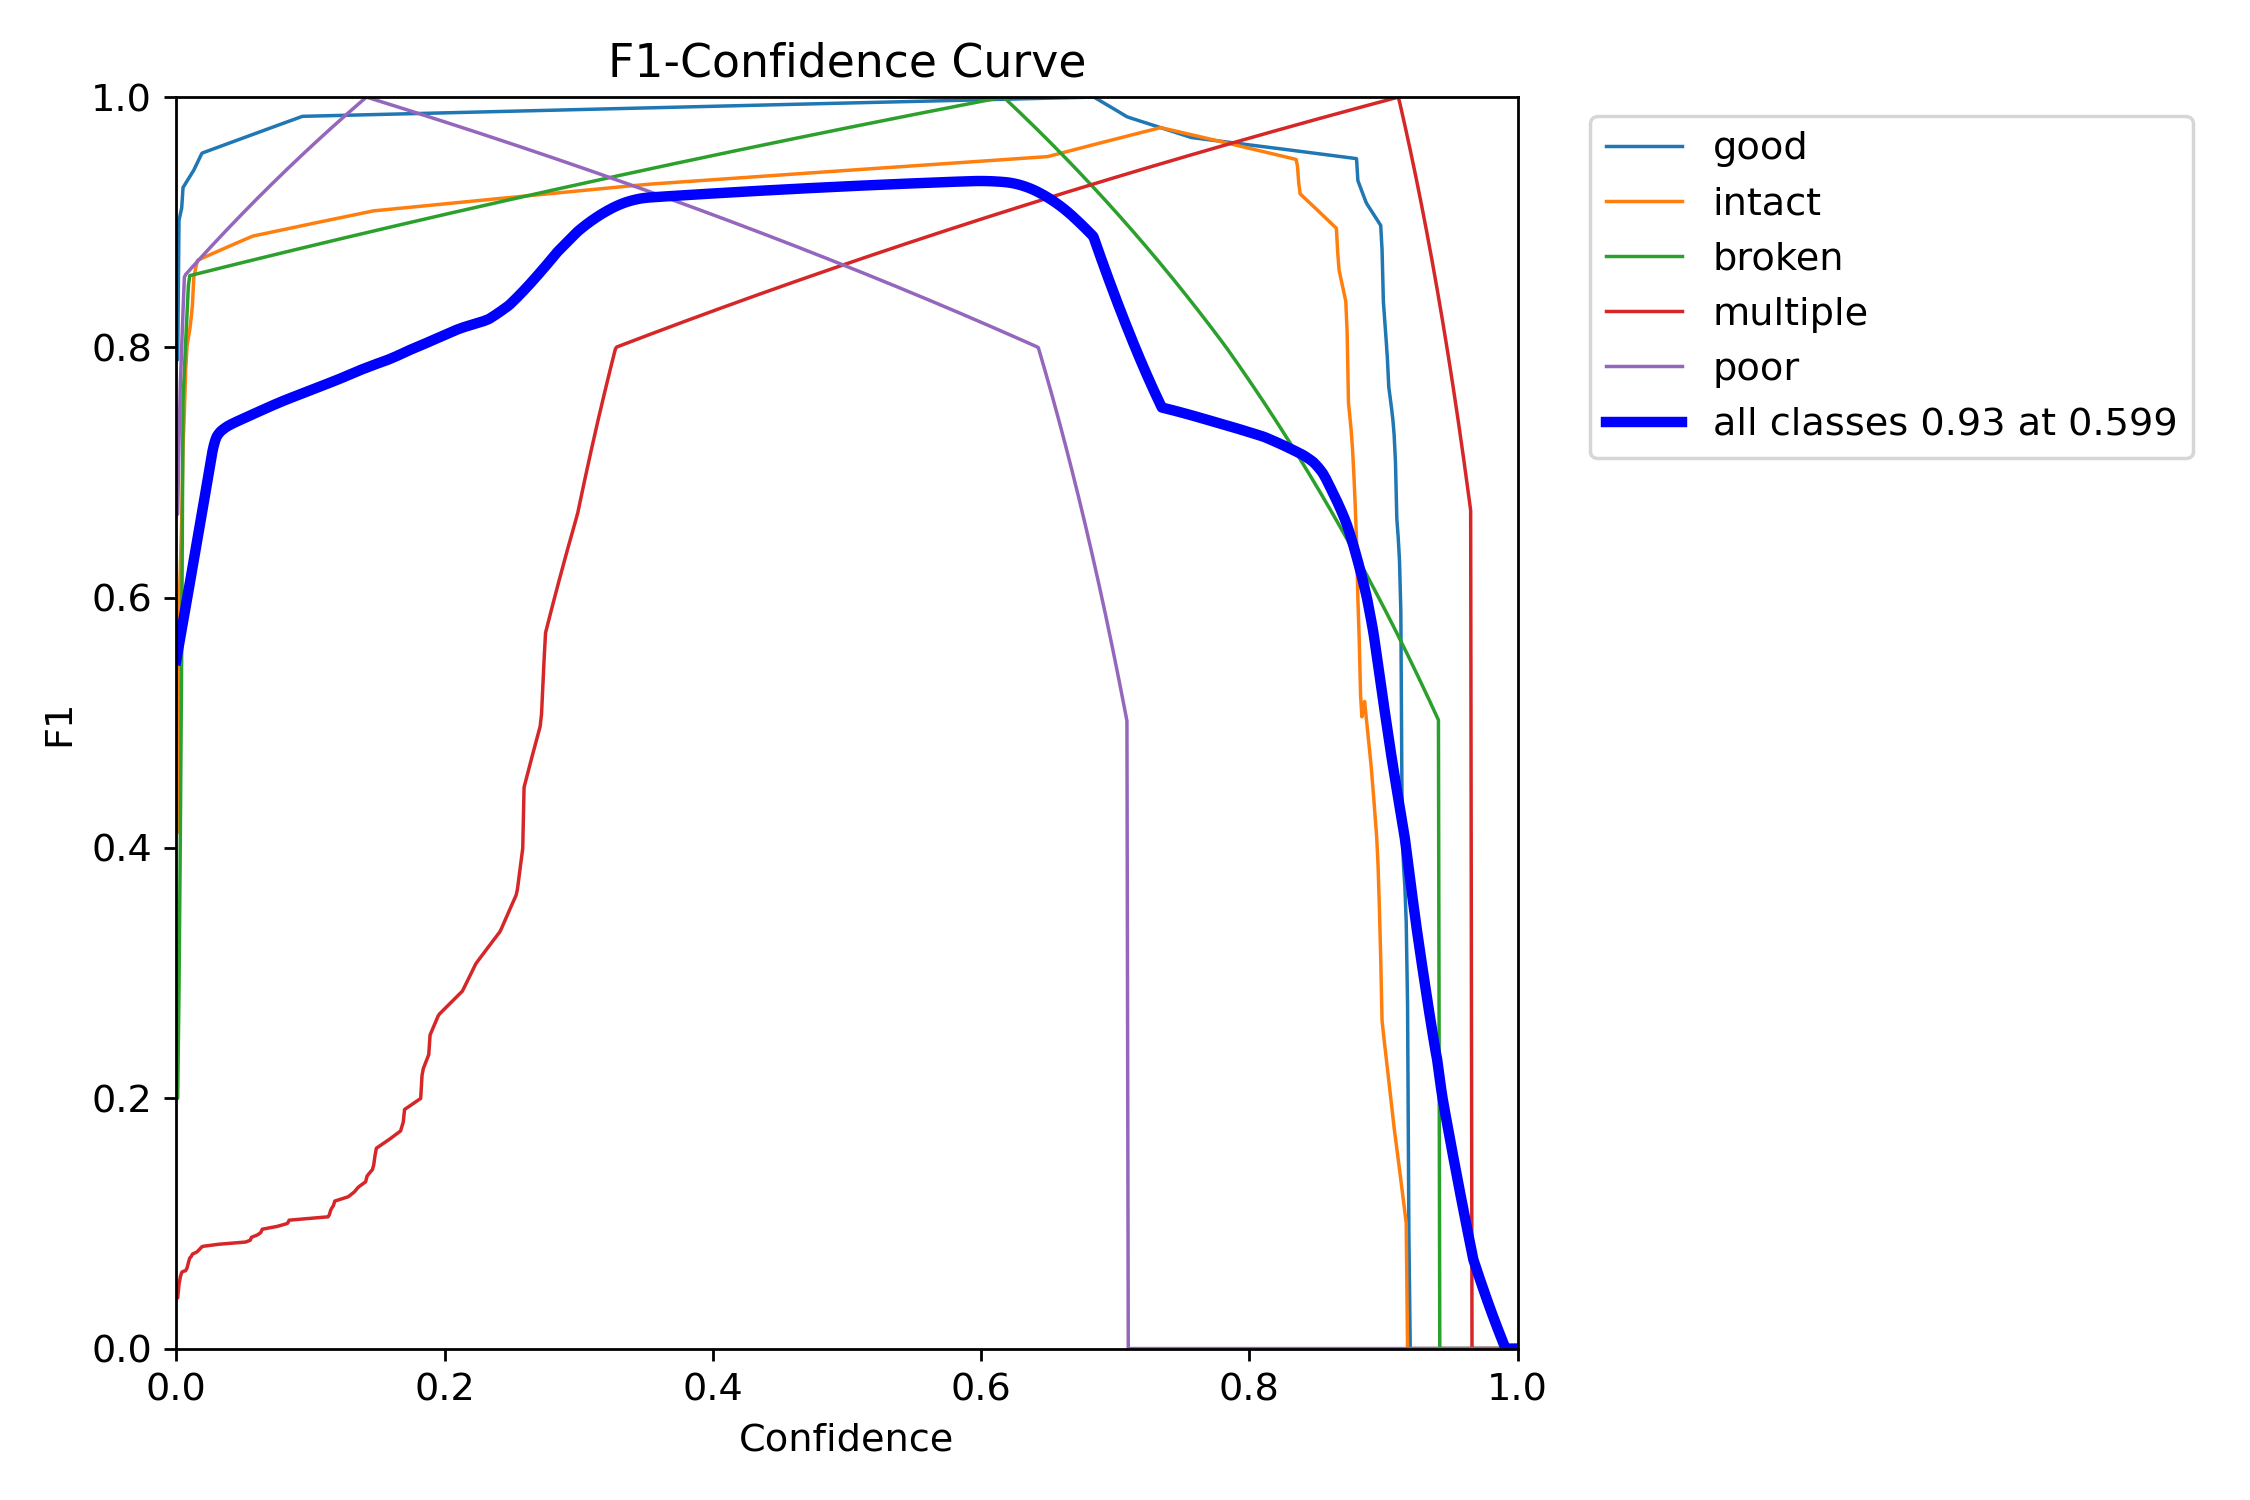 F1-Confidence Curve
1.0
0.8
0.6
0.4
0.2
0.0
F1
0.0 0.2 0.4 0.6 0.8 1.0
Confidence
good
intact
broken
multiple
poor
all classes 0.93 at 0.599